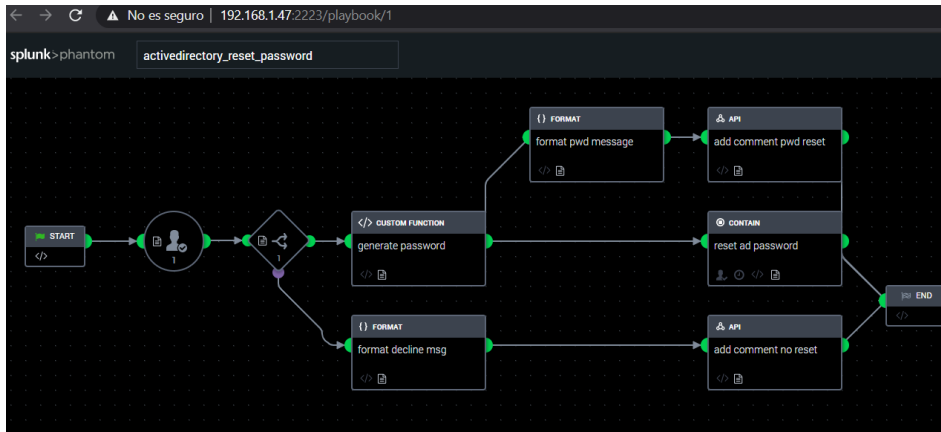 No es seguro | 192.168.1.47:2223/playbook/1
splunk>phantom
activedirectory_reset_password
{} FORMAT
format pwd message
</>
API
add comment pwd reset
</>
START
</>
1
1
</> CUSTOM FUNCTION
generate password
</>
CONTAIN
reset ad password
</>
END
</>
{} FORMAT
format decline msg
</>
API
add comment no reset
</>